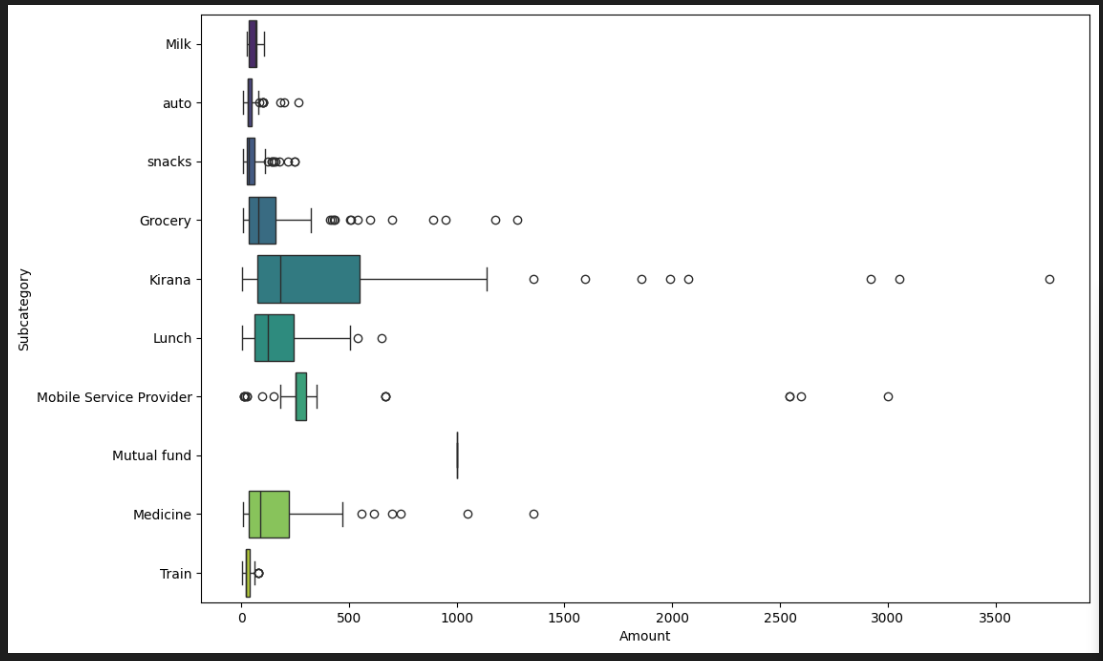 Milk
auto
snacks
Grocery
Kirana
Lunch
Mobile Service Provider
Mutual fund
Medicine
Train
Subcategory
0 500 1000 1500 2000 2500 3000 3500
Amount